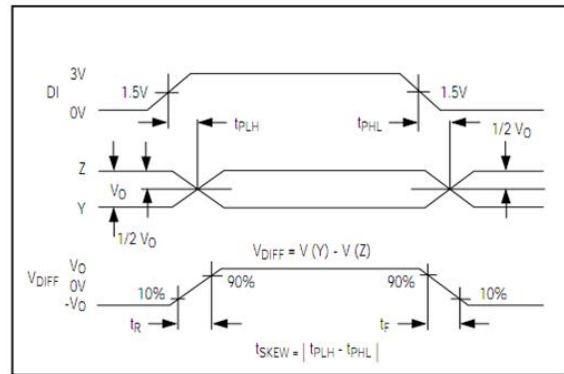 3V
DI
1.5V
1.5V
0V
tPLH
tPHL
1/2 VO
Z
VO
Y
1/2 VO
VDIFF = V (Y) - V (Z)
VO
VDIFF 0V
-VO
10%
90%
90%
10%
tR
tF
tSKEW = | tPLH - tPHL |